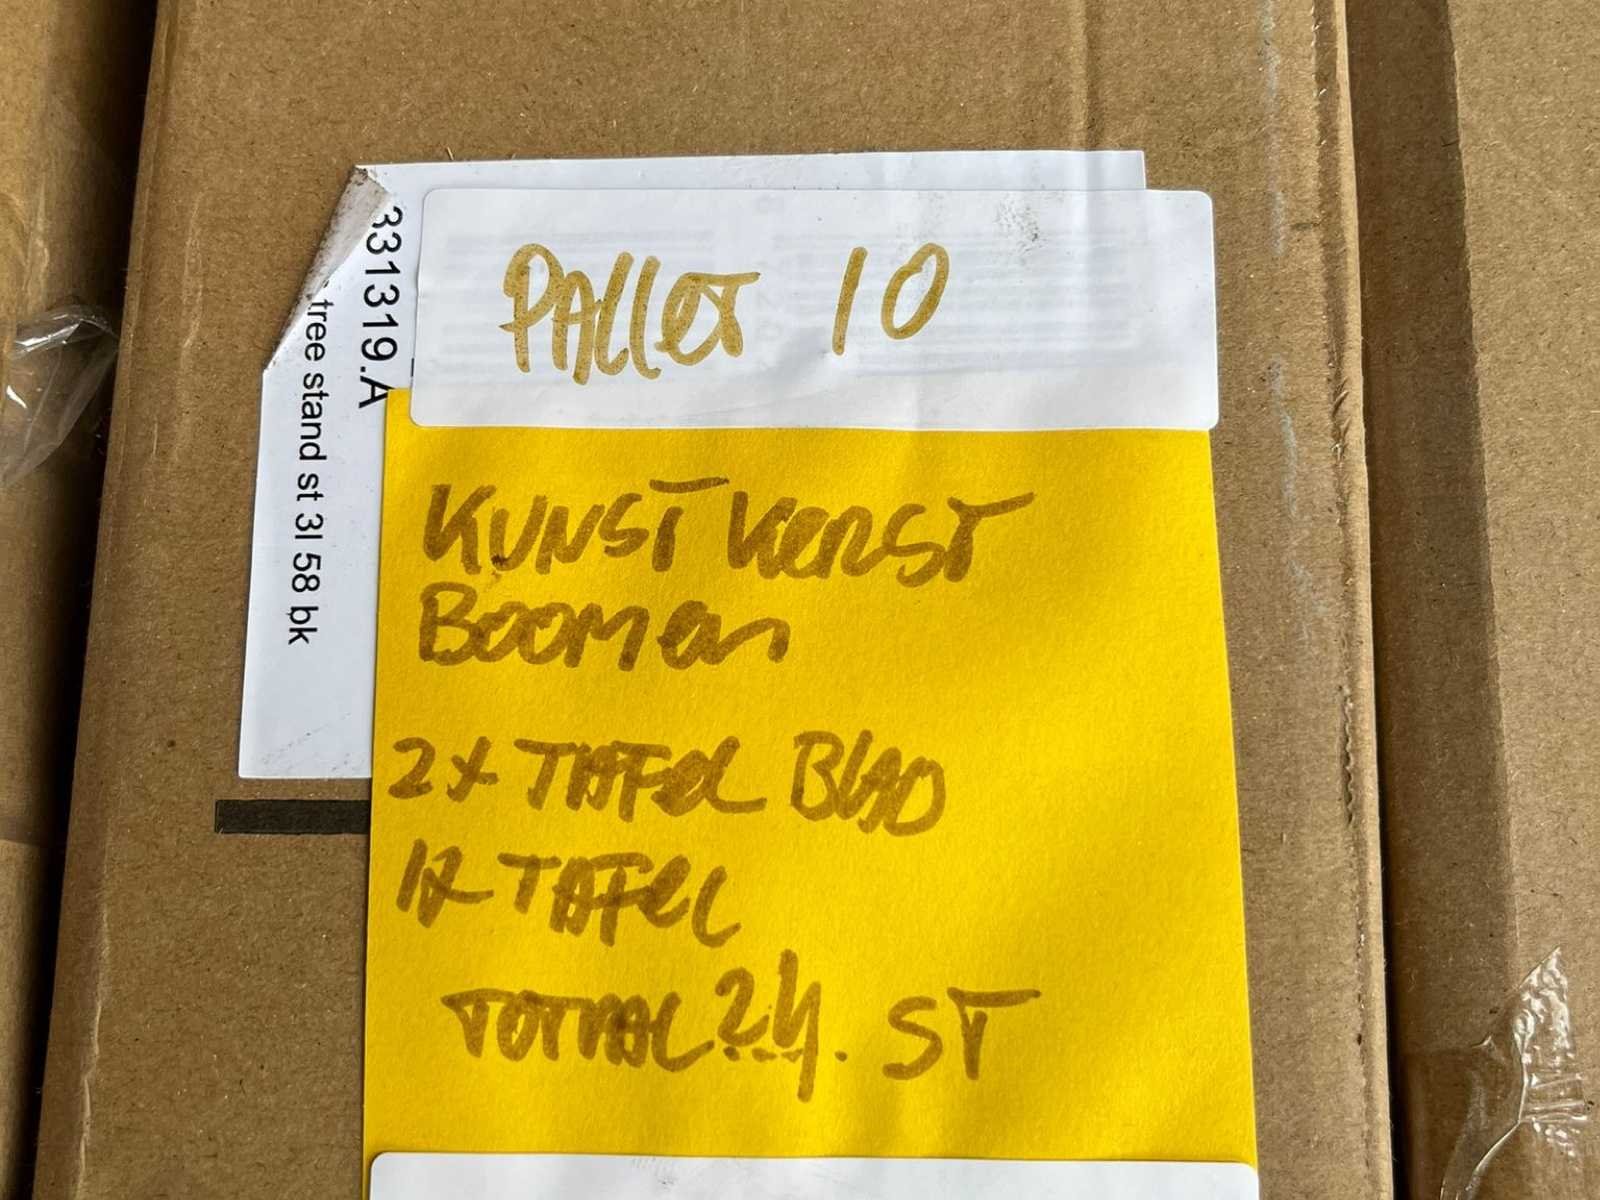 331319.A
tree stand st 3l 58 bk
PALLET 10
KUNST KERST
BOOMEN
2x TAFEL BLAD
1x TAFEL
TOTAAL 24. ST